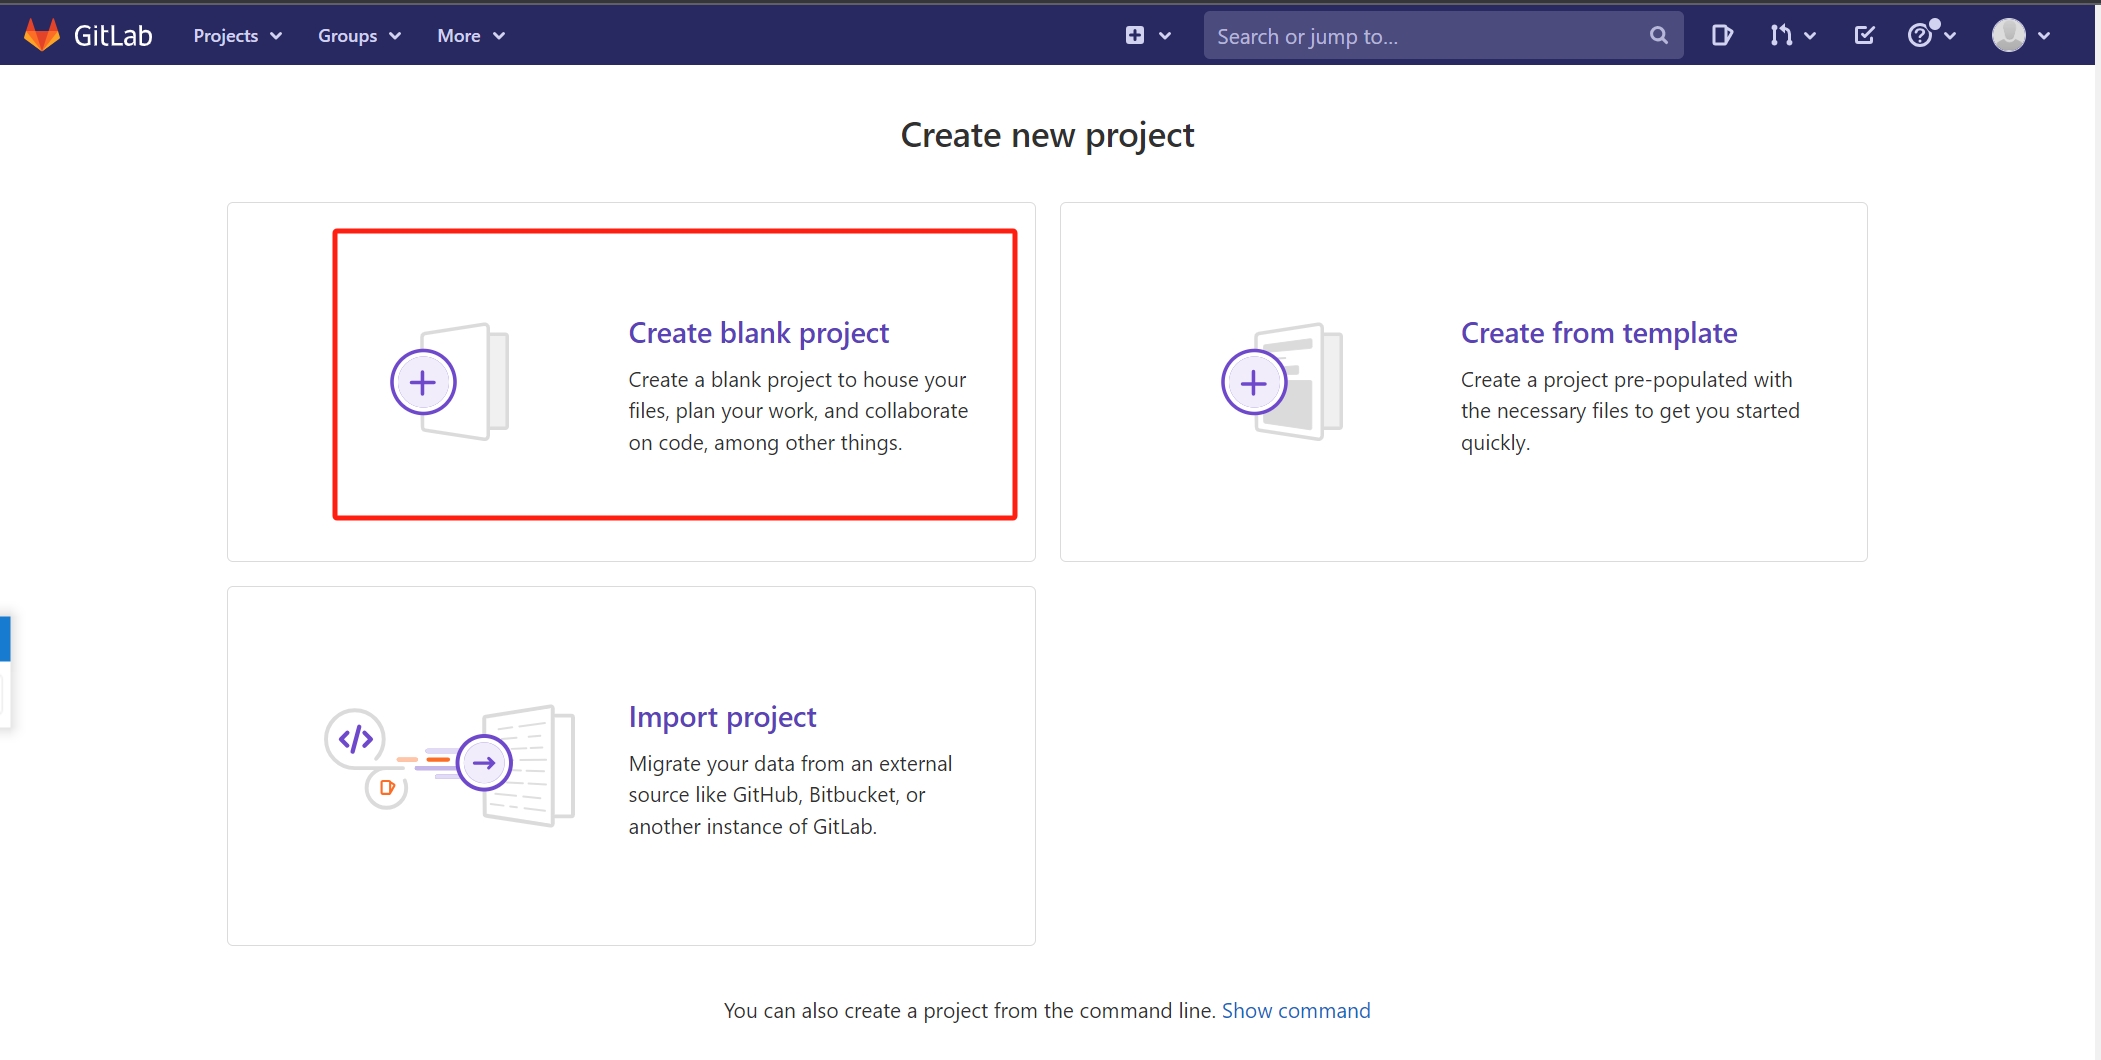 GitLab Projects Groups More Search or jump to...
Create new project
Create blank project
Create a blank project to house your
files, plan your work, and collaborate
on code, among other things.
Create from template
Create a project pre-populated with
the necessary files to get you started
quickly.
Import project
Migrate your data from an external
source like GitHub, Bitbucket, or
another instance of GitLab.
You can also create a project from the command line. Show command